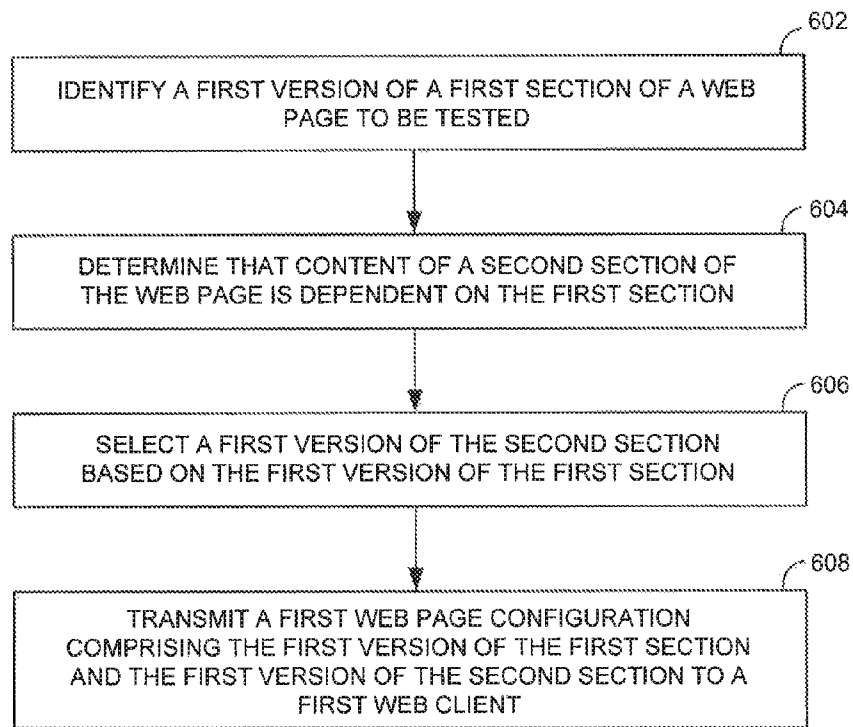 602
IDENTIFY A FIRST VERSION OF A FIRST SECTION OF A WEB
PAGE TO BE TESTED
604
DETERMINE THAT CONTENT OF A SECOND SECTION OF
THE WEB PAGE IS DEPENDENT ON THE FIRST SECTION
606
SELECT A FIRST VERSION OF THE SECOND SECTION
BASED ON THE FIRST VERSION OF THE FIRST SECTION
608
TRANSMIT A FIRST WEB PAGE CONFIGURATION
COMPRISING THE FIRST VERSION OF THE FIRST SECTION
AND THE FIRST VERSION OF THE SECOND SECTION TO A
FIRST WEB CLIENT